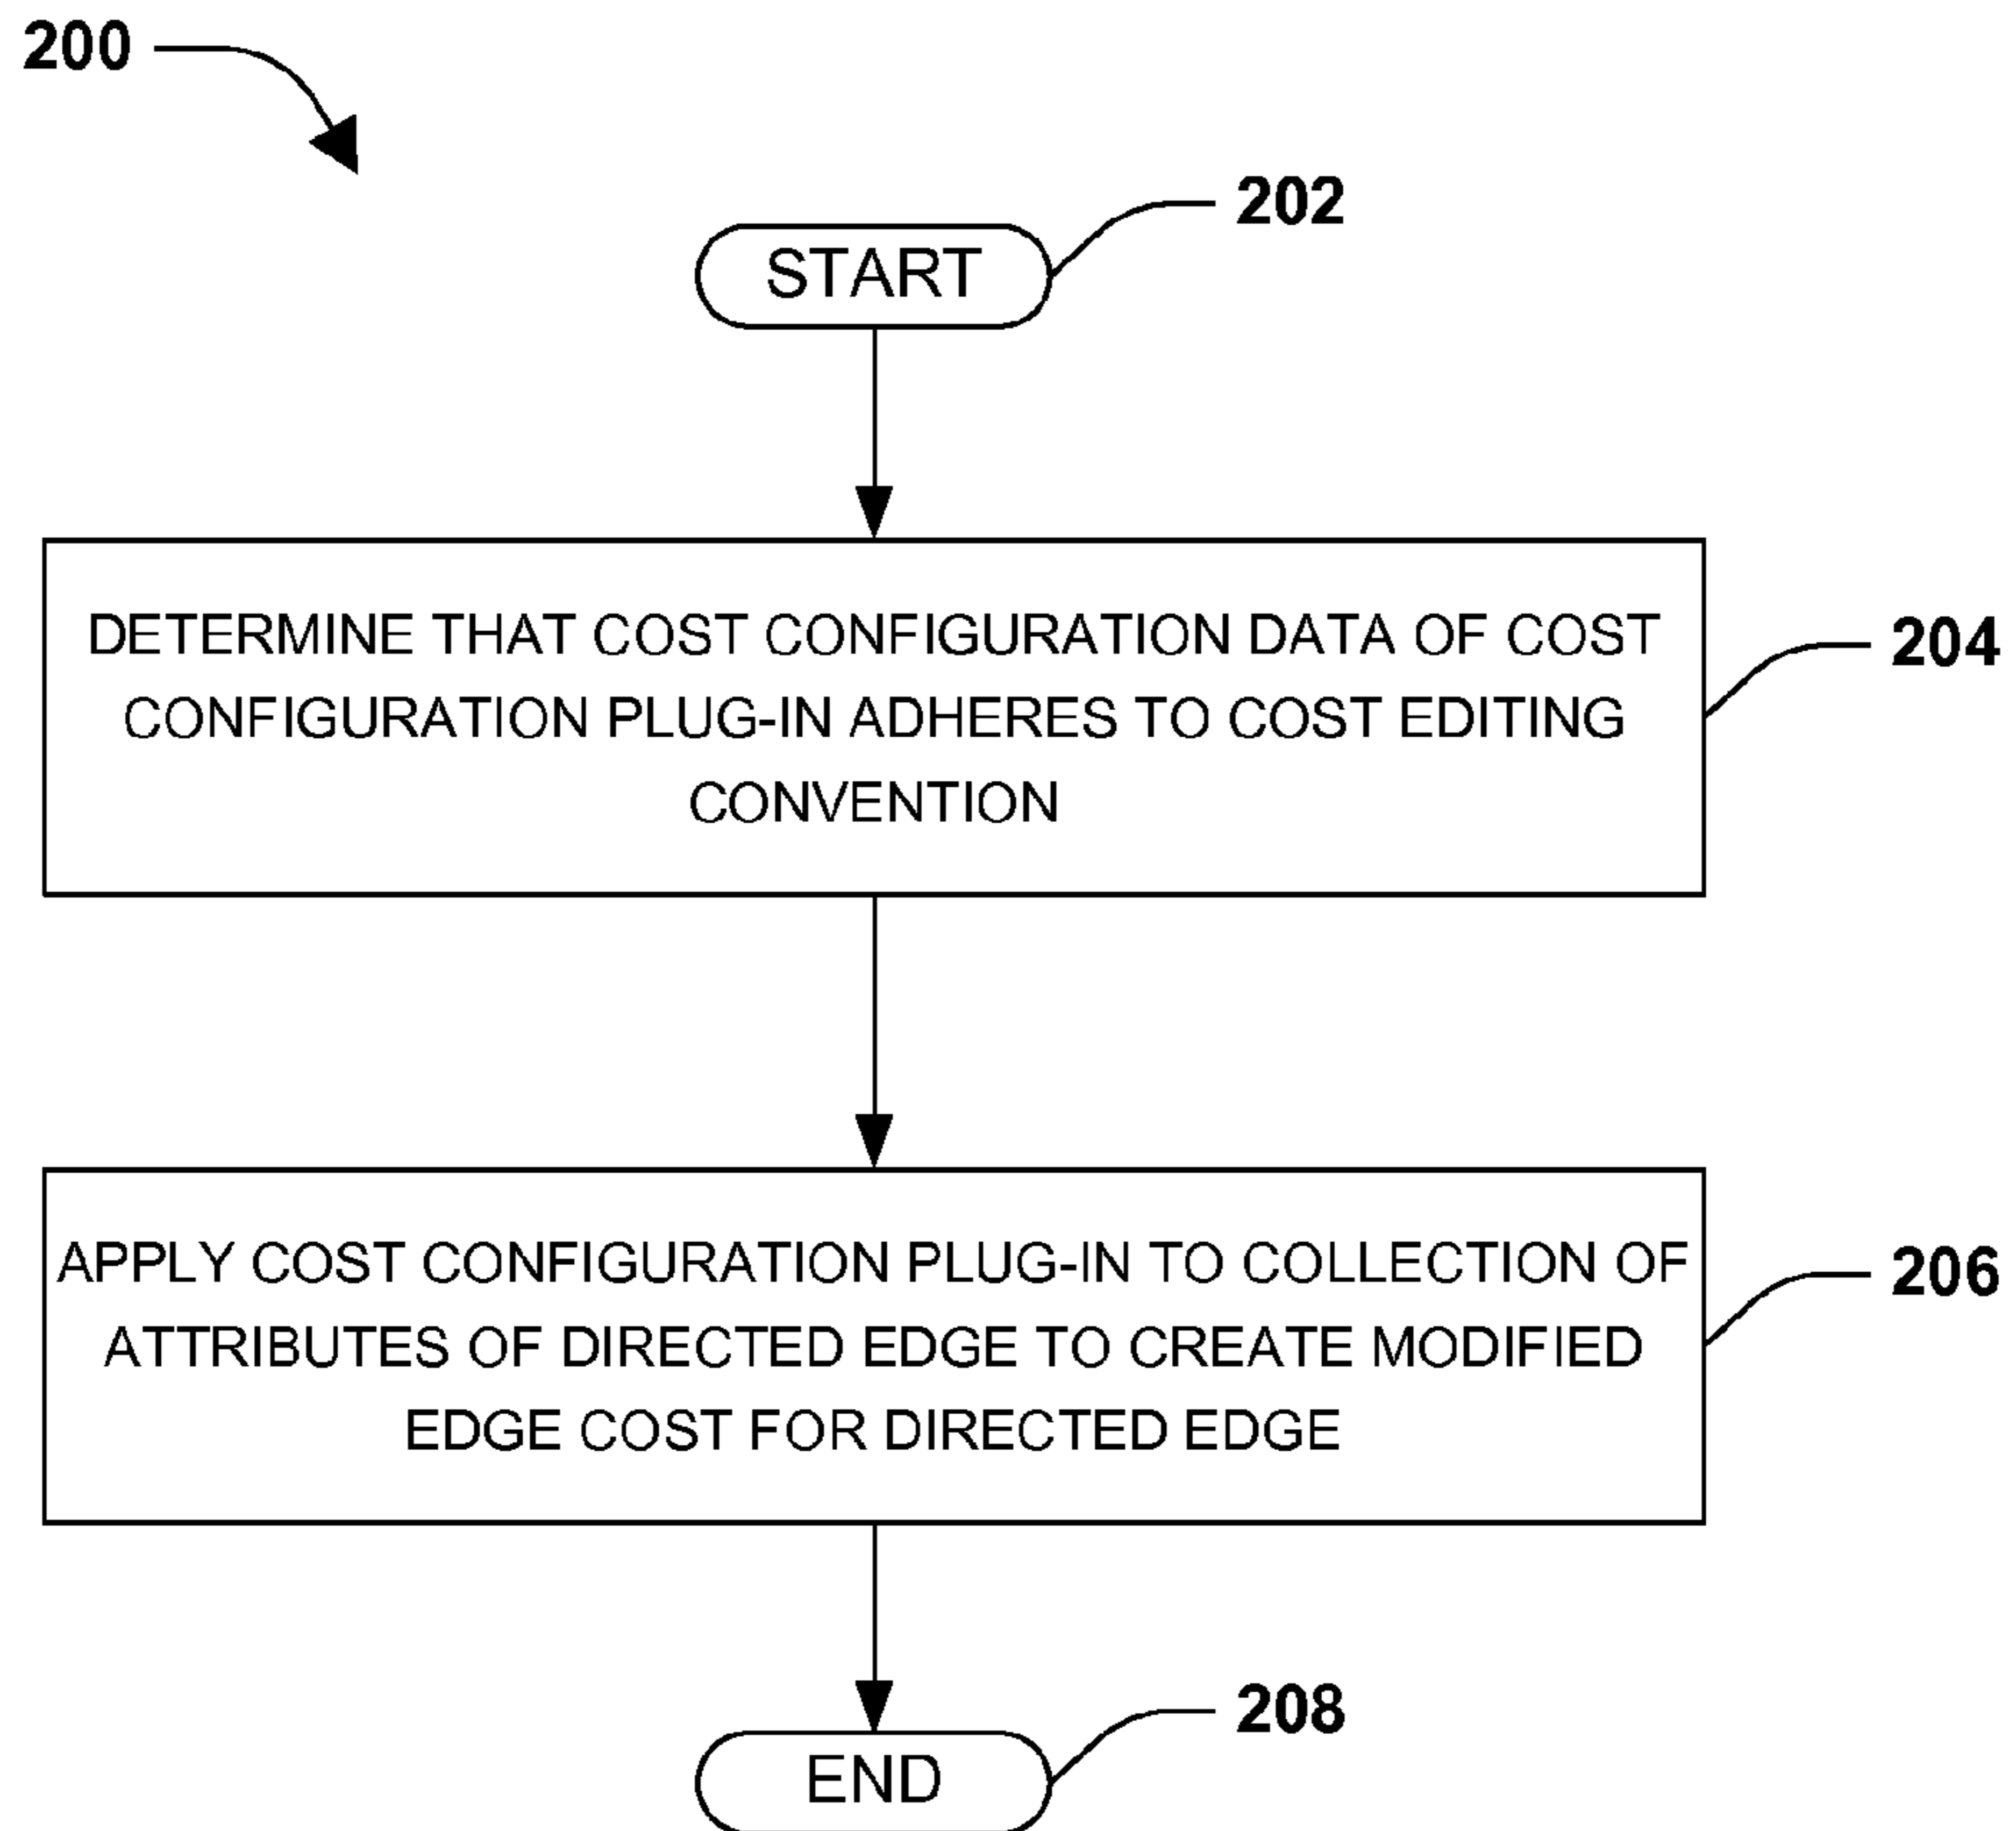 200
202
START
DETERMINE THAT COST CONFIGURATION DATA OF COST
CONFIGURATION PLUG-IN ADHERES TO COST EDITING
CONVENTION
204
APPLY COST CONFIGURATION PLUG-IN TO COLLECTION OF
ATTRIBUTES OF DIRECTED EDGE TO CREATE MODIFIED
EDGE COST FOR DIRECTED EDGE
206
208
END